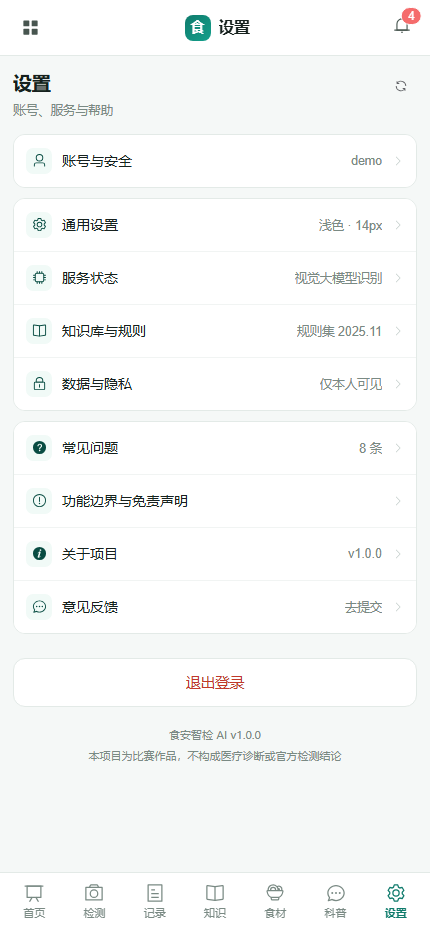 食 设置
4
设置
账号、服务与帮助
账号与安全 demo
通用设置 浅色 · 14px
服务状态 视觉大模型识别
知识库与规则 规则集 2025.11
数据与隐私 仅本人可见
常见问题 8 条
功能边界与免责声明
关于项目 v1.0.0
意见反馈 去提交
退出登录
食安智检 AI v1.0.0
本项目为比赛作品，不构成医疗诊断或官方检测结论
首页 检测 记录 知识 食材 科普 设置